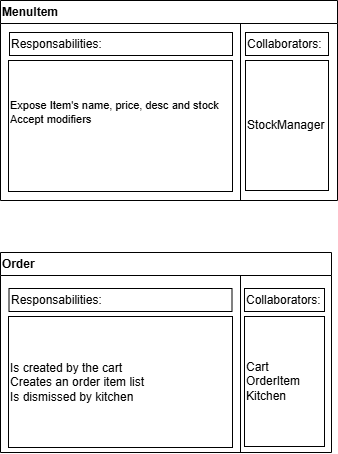 MenuItem
Responsabilities:
Collaborators:
Expose Item's name, price, desc and stock
Accept modifiers
StockManager
Order
Responsabilities:
Collaborators:
Is created by the cart
Creates an order item list
Is dismissed by kitchen
Cart
OrderItem
Kitchen